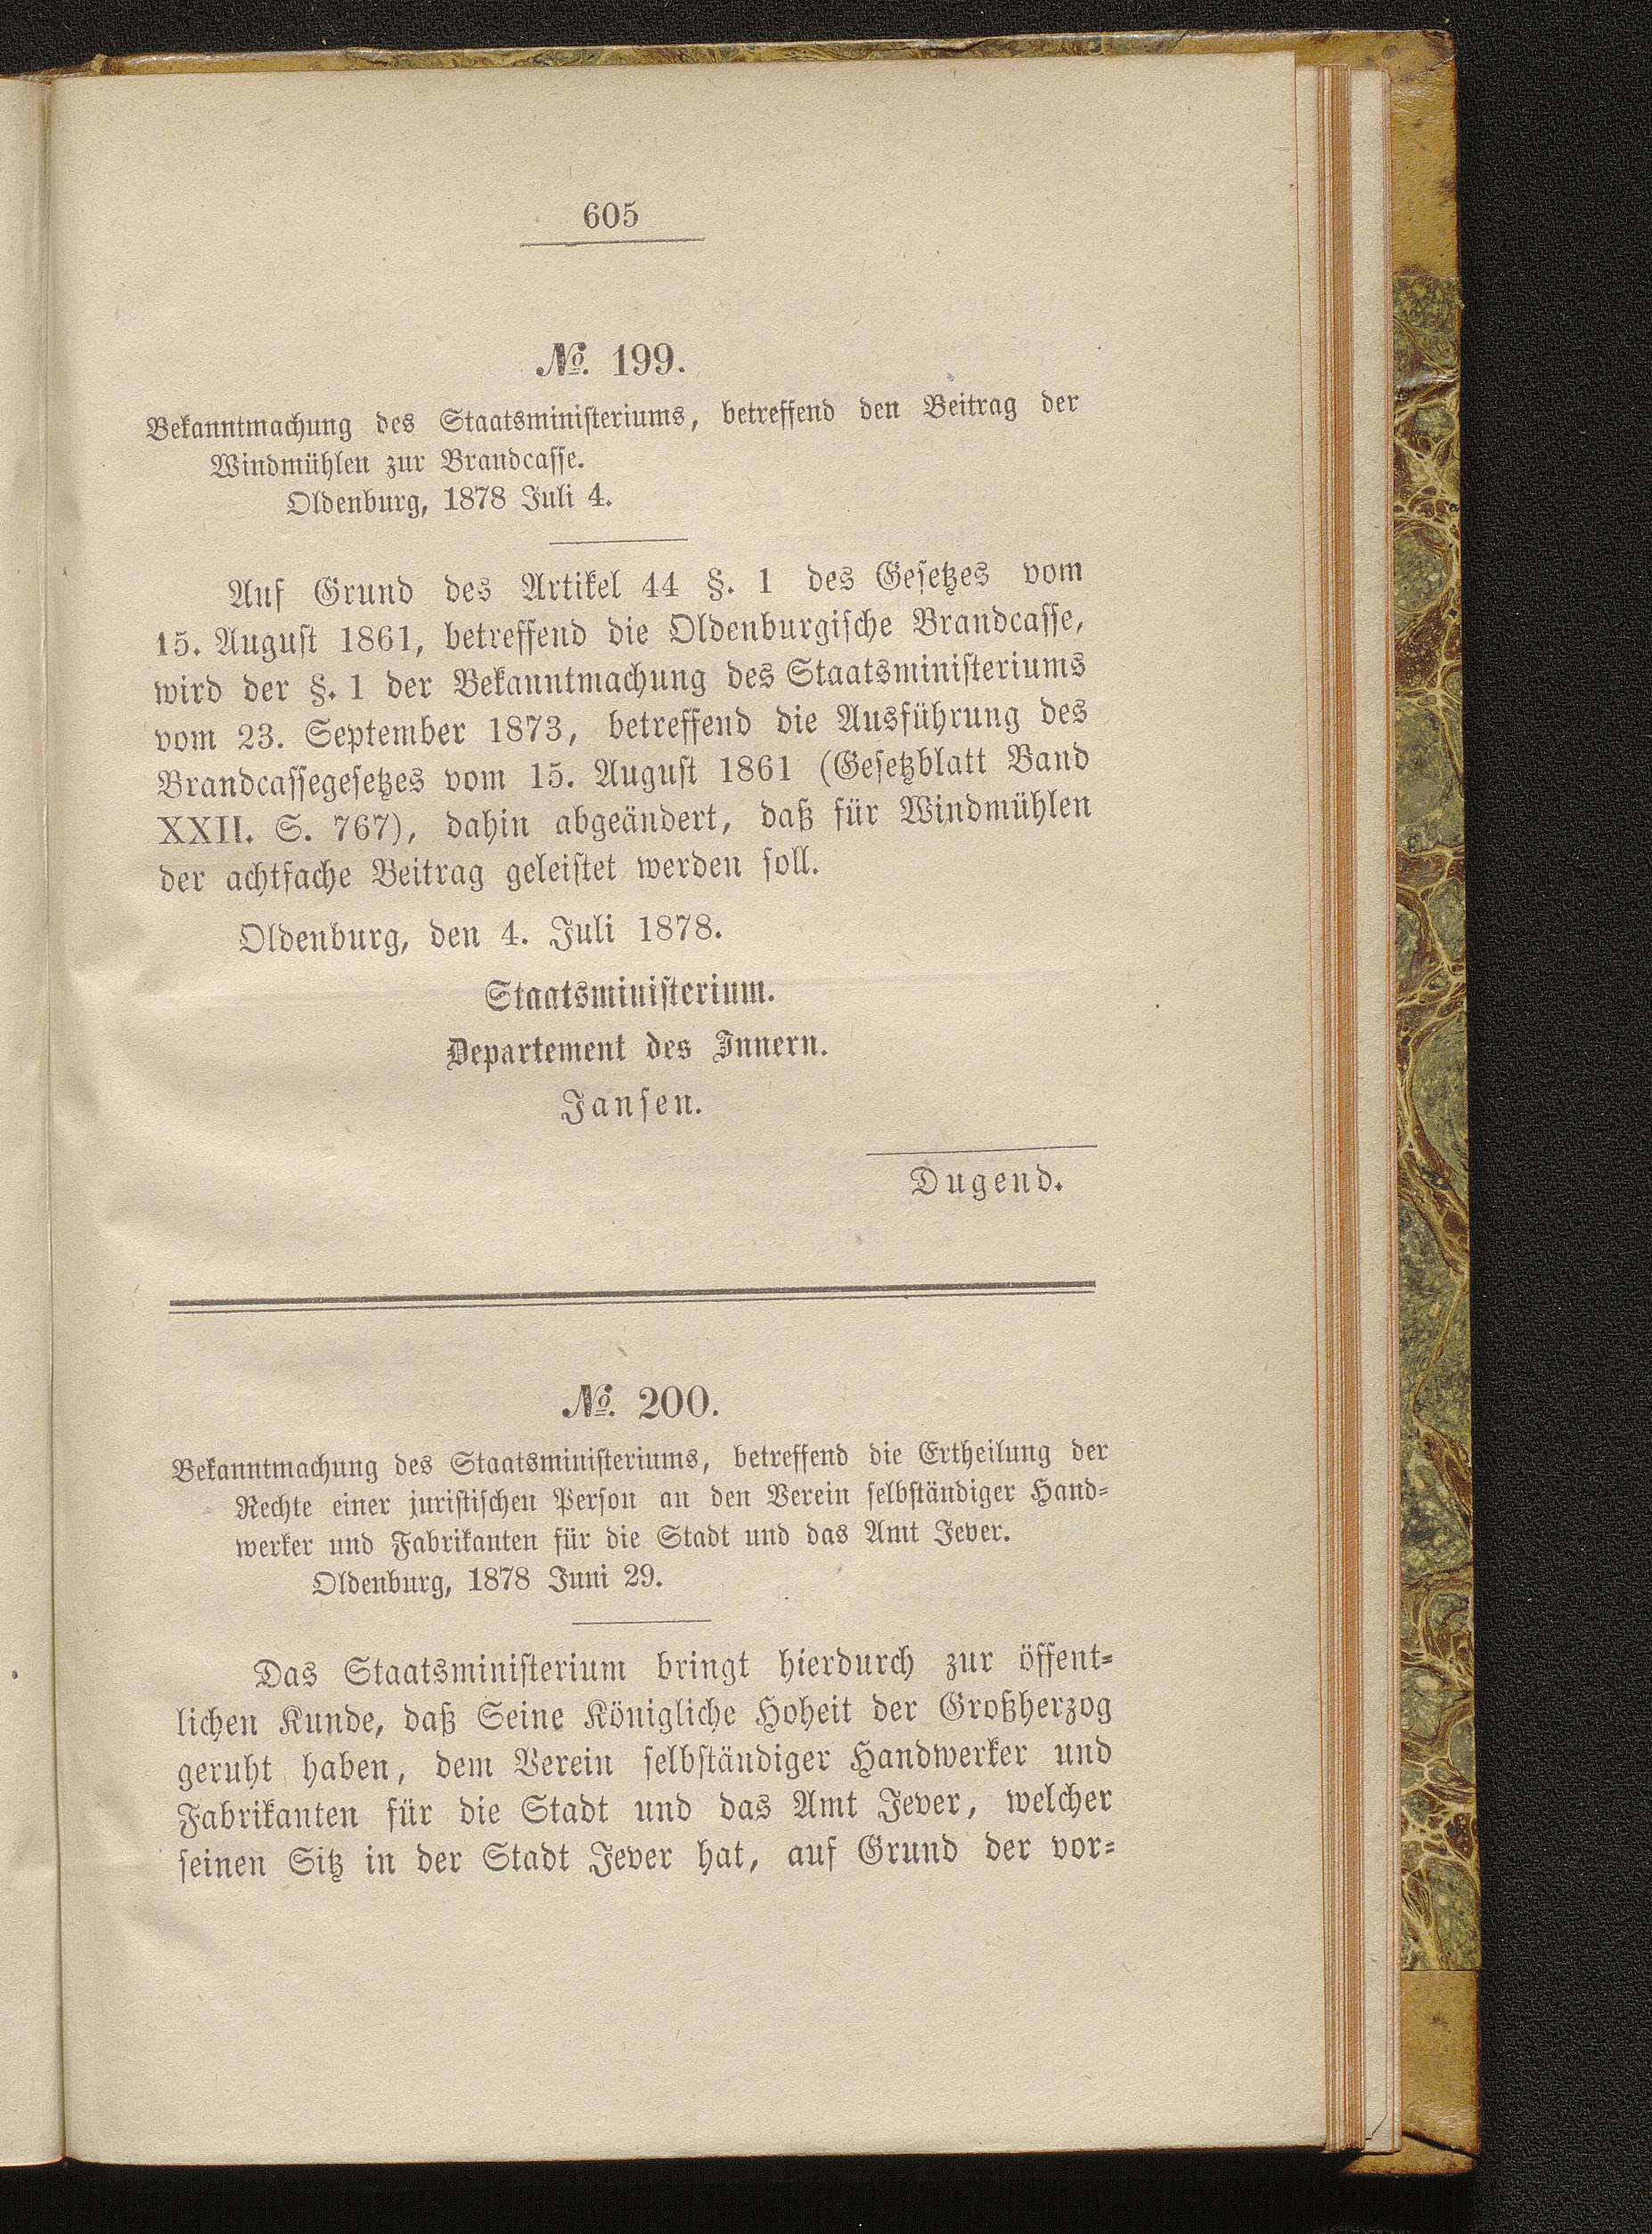 605
No. 199.
Bekanntmachung des Staatsministeriums, betreffend den Beitrag der
Windmühlen zur Brandcasse.
Oldenburg, 1878 Juli 4.
Auf Grund des Artikel 44 §. 1 des Gesetzes vom
15. August 1861, betreffend die Oldenburgische Brandcasse,
wird der §. 1 der Bekanntmachung des Staatsministeriums
vom 23. September 1873, betreffend die Ausführung des
Brandcassegesetzes vom 15. August 1861 (Gesetzblatt Band
XXII. S. 767), dahin abgeändert, daß für Windmühlen
der achtfache Beitrag geleistet werden soll.
Oldenburg, den 4. Juli 1878.
Staatsministerium.
Departement des Innern.
Jansen.
Dugend.
No. 200.
Bekanntmachung des Staatsministeriums, betreffend die Ertheilung der
Rechte einer juristischen Person an den Verein selbständiger Hand-
werker und Fabrikanten für die Stadt und das Amt Jever.
Oldenburg, 1878 Juni 29.
Das Staatsministerium bringt hierdurch zur öffent-
lichen Kunde, daß Seine Königliche Hoheit der Großherzog
geruht haben, dem Verein selbständiger Handwerker und
Fabrikanten für die Stadt und das Amt Jever, welcher
seinen Sitz in der Stadt Jever hat, auf Grund der vor-